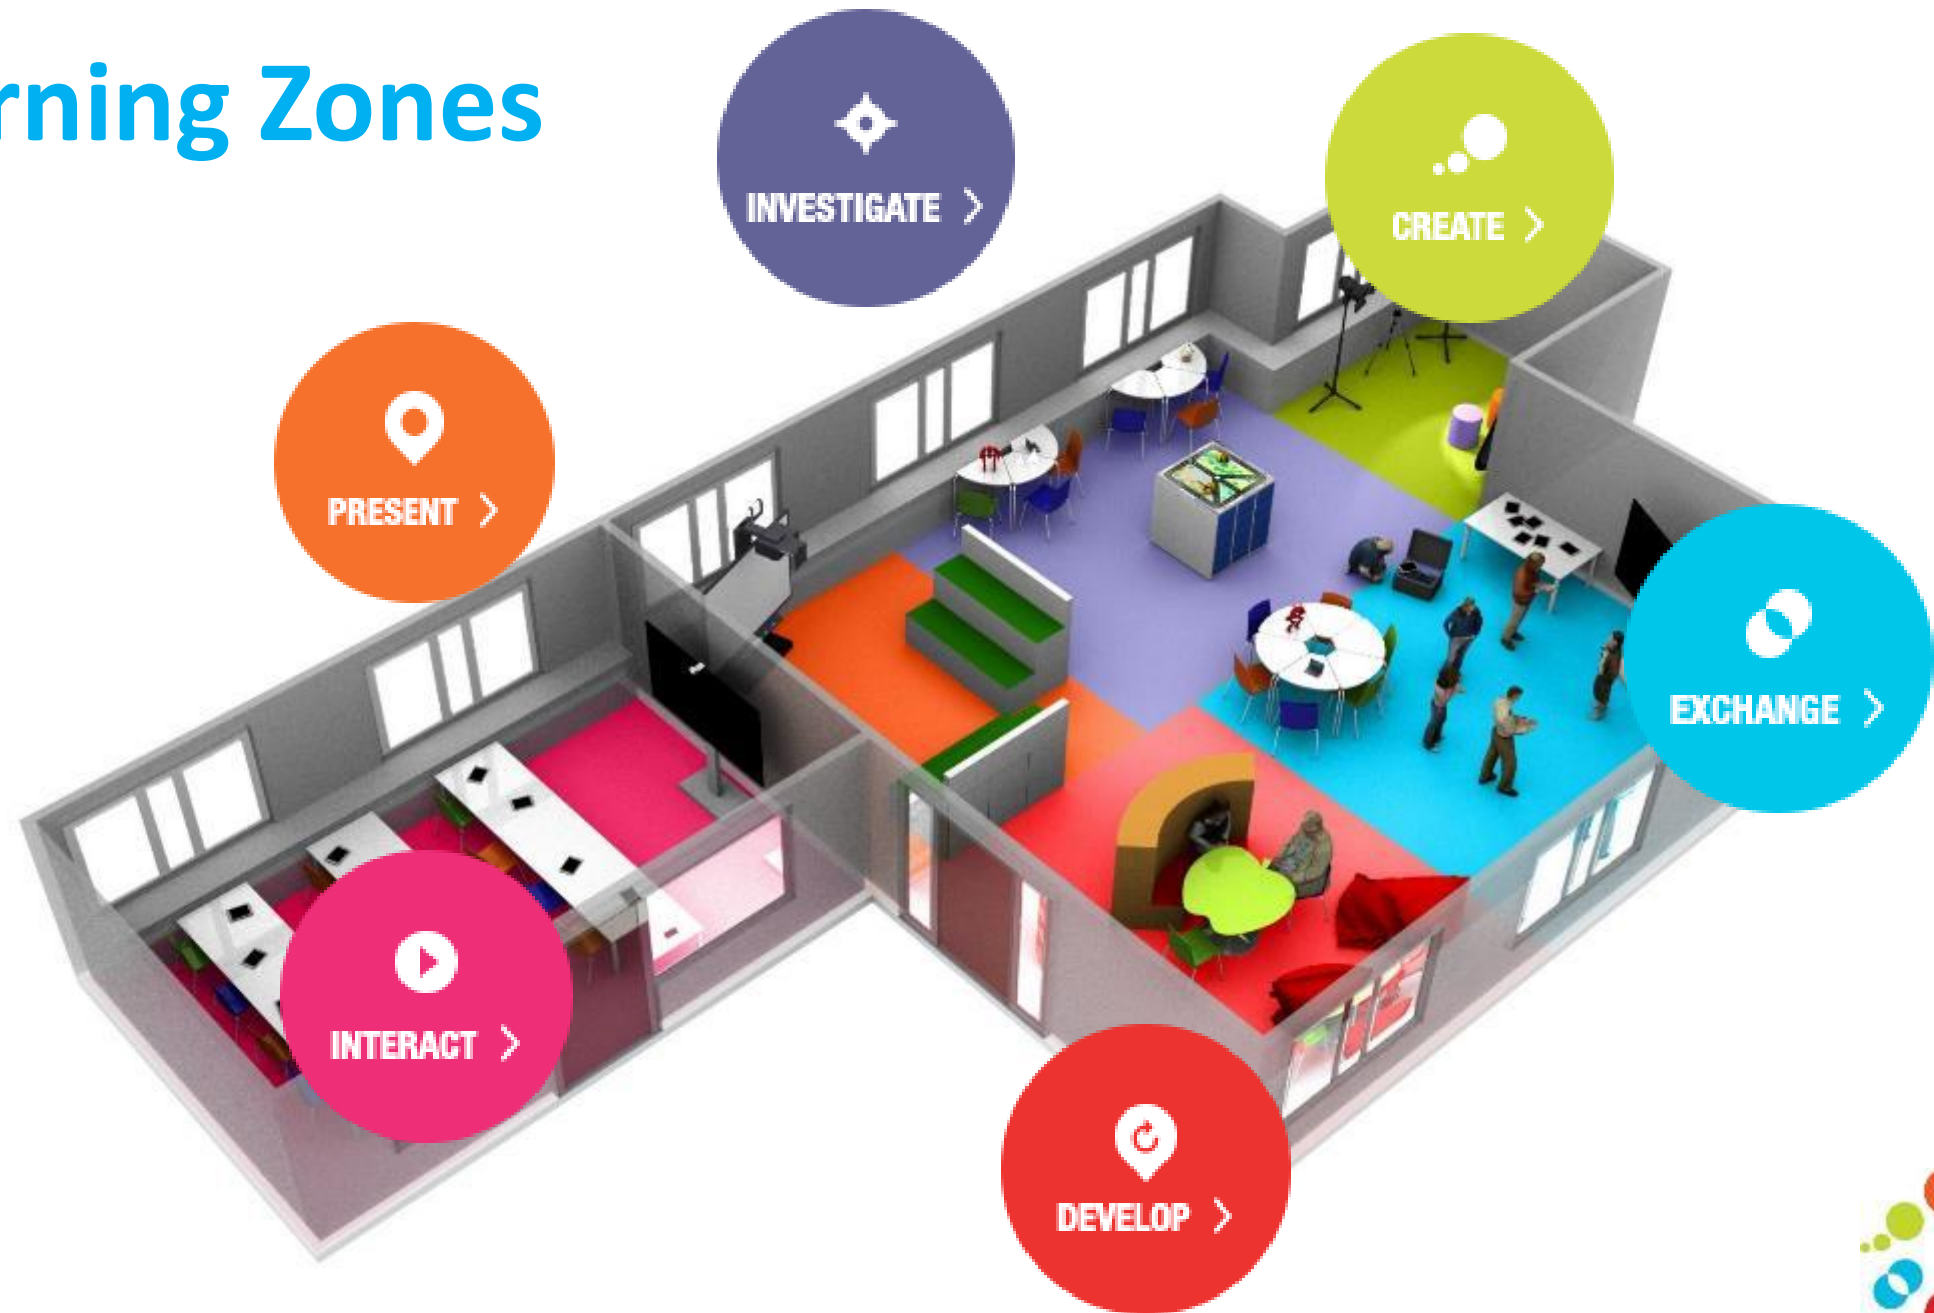 rning Zones
INVESTIGATE
CREATE
PRESENT
EXCHANGE
INTERACT
DEVELOP